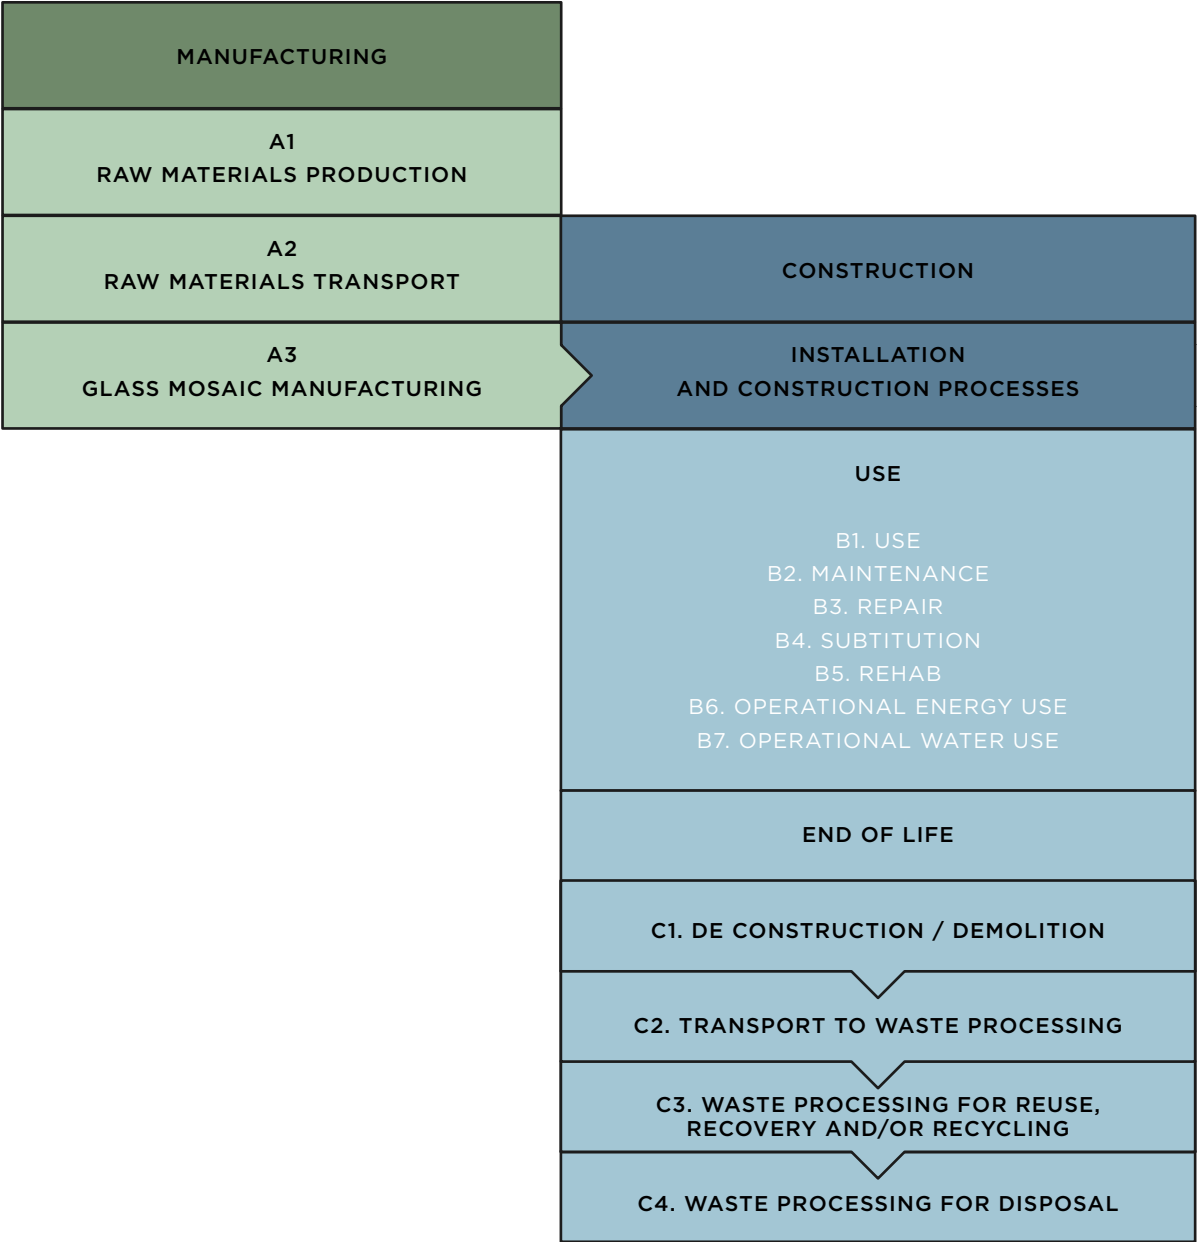 MANUFACTURING
A1
RAW MATERIALS PRODUCTION
A2
RAW MATERIALS TRANSPORT
A3
GLASS MOSAIC MANUFACTURING
CONSTRUCTION
INSTALLATION
AND CONSTRUCTION PROCESSES
USE
B1. USE
B2. MAINTENANCE
B3. REPAIR
B4. SUBTITUTION
B5. REHAB
B6. OPERATIONAL ENERGY USE
B7. OPERATIONAL WATER USE
END OF LIFE
C1. DE CONSTRUCTION / DEMOLITION
C2. TRANSPORT TO WASTE PROCESSING
C3. WASTE PROCESSING FOR REUSE,
RECOVERY AND/OR RECYCLING
C4. WASTE PROCESSING FOR DISPOSAL